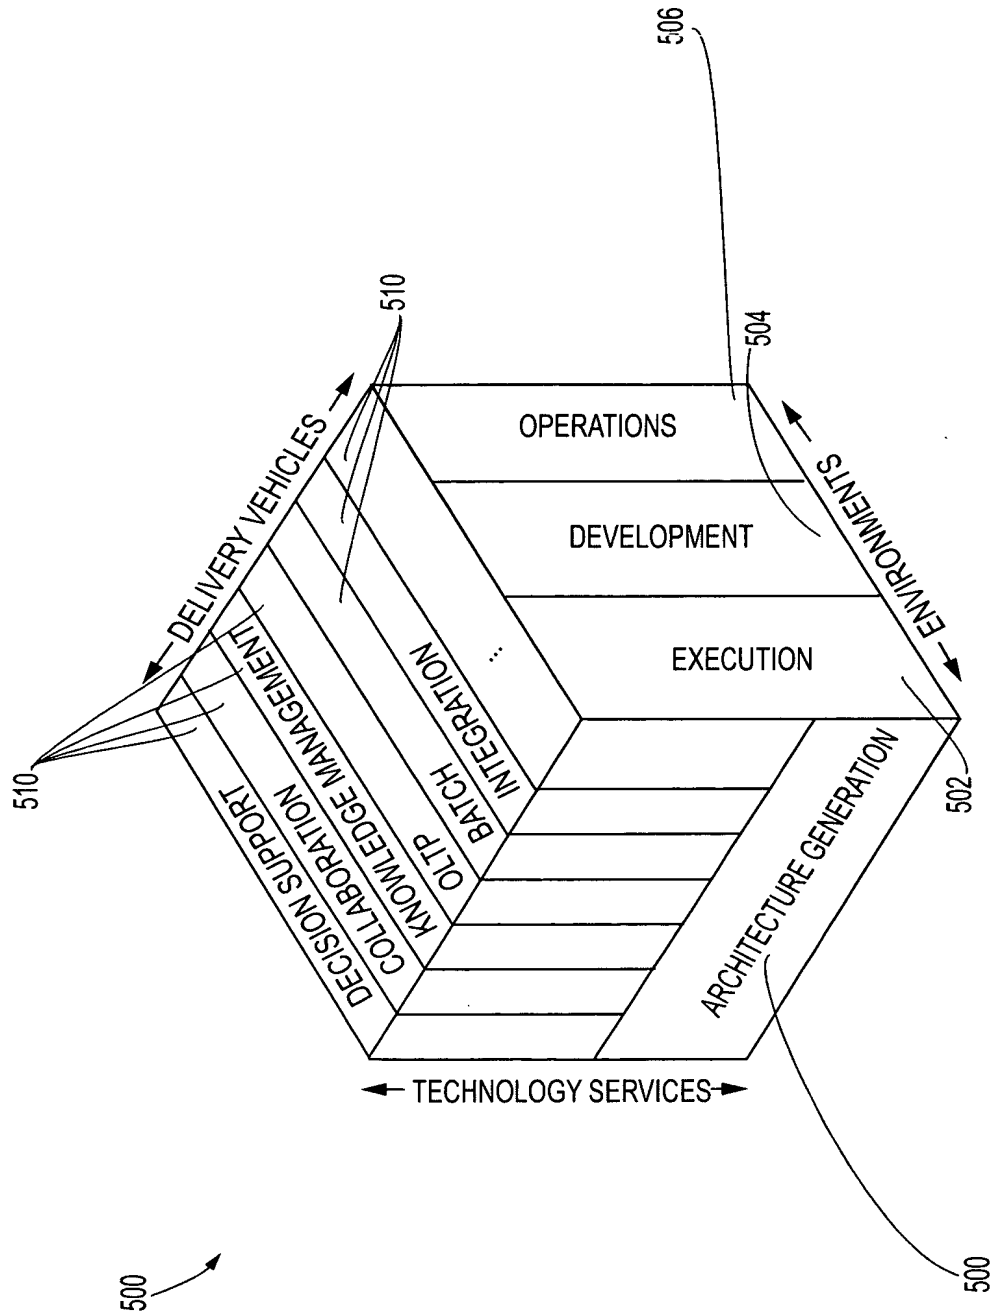 500
510
DELIVERY VEHICLES
510
DECISION SUPPORT
COLLABORATION
KNOWLEDGE MANAGEMENT
OLTP
BATCH
INTEGRATION
...
506
OPERATIONS
504
DEVELOPMENT
EXECUTION
ENVIRONMENTS
502
TECHNOLOGY SERVICES
ARCHITECTURE GENERATION
500